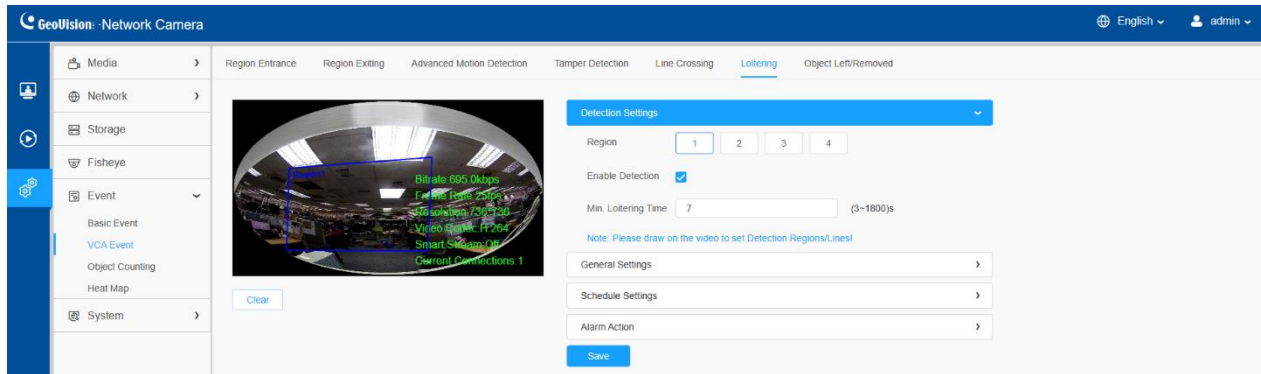 GeoVision: ·Network Camera
English
admin
Media
Network
Storage
Fisheye
Event
Basic Event
VCA Event
Object Counting
Heat Map
System
Region Entrance
Region Exiting
Advanced Motion Detection
Tamper Detection
Line Crossing
Loitering
Object Left/Removed
Bitrate:695.0kbps
Frame Rate:25fps
Resolution:736*736
Video Codec:H.264
Smart Stream:Off
Current Connections:1
Clear
Detection Settings
Region 1 2 3 4
Enable Detection
Min. Loitering Time 7 (3~1800)s
Note: Please draw on the video to set Detection Regions/Lines!
General Settings
Schedule Settings
Alarm Action
Save